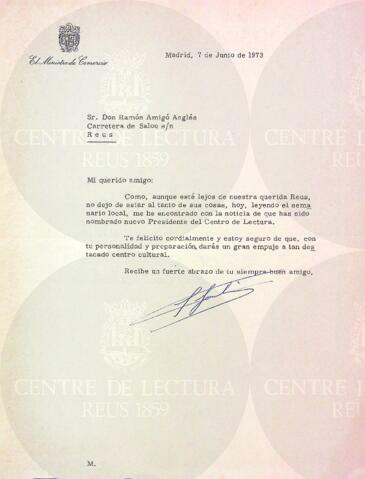 El Ministro de Comercio
Madrid, 7 de Junio de 1973
Sr. Don Ramón Amigó Anglés
Carretera de Salou s/n
Reus
Mi querido amigo:
Como, aunque esté lejos de nuestra querida Reus,
no dejo de estar al tanto de sus cosas, hoy, leyendo el sema
nario local, me he encontrado con la noticia de que has sido
nombrado nuevo Presidente del Centro de Lectura.
Te felicito cordialmente y estoy seguro de que, con
tu personalidad y preparación, darás un gran empuje a tan des
tacado centro cultural.
Recibe un fuerte abrazo de tu siempre buen amigo,
M.
CENTRE DE LECTURA
REUS 1859
CENTRE DE LECTURA
REUS 1859
CENTRE DE LECTURA
REUS 1859